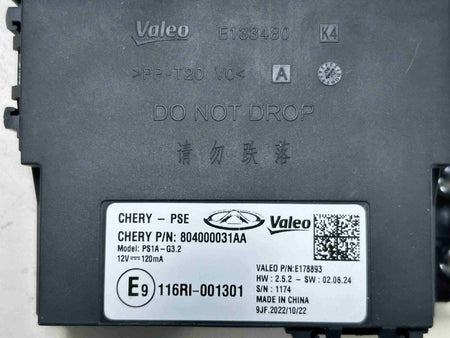 Valeo E133480 K4
>PP-T20 V0< A
DO NOT DROP
请勿跌落
CHERY - PSE Valeo
CHERY P/N: 804000031AA
Model: PS1A-G3.2
12V⎓120mA
VALEO P/N:E178893
HW : 2.5.2 - SW : 02.06.24
S/N : 1174
E9 116RI-001301
MADE IN CHINA
9JF.2022/10/22